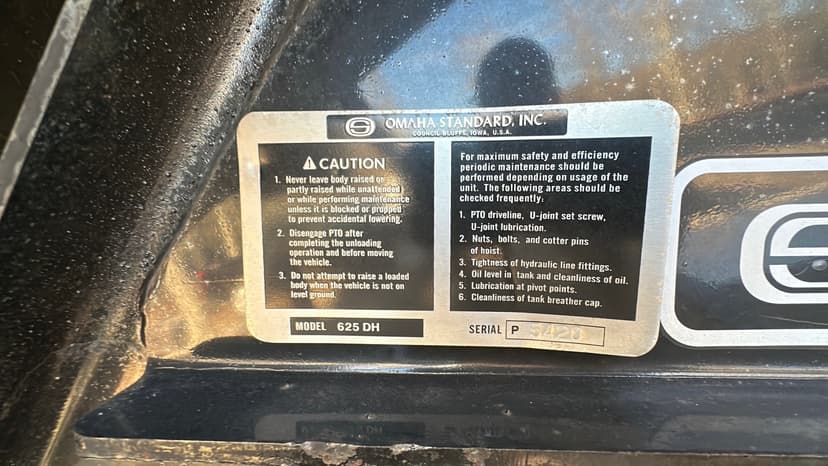 OMAHA STANDARD, INC.
COUNCIL BLUFFS, IOWA, U.S.A.
CAUTION
1. Never leave body raised or
partly raised while unattended
or while performing maintenance
unless it is blocked or propped
to prevent accidental lowering.
2. Disengage PTO after
completing the unloading
operation and before moving
the vehicle.
3. Do not attempt to raise a loaded
body when the vehicle is not on
level ground.
MODEL 625 DH
For maximum safety and efficiency
periodic maintenance should be
performed depending on usage of the
unit. The following areas should be
checked frequently:
1. PTO driveline, U-joint set screw,
U-joint lubrication.
2. Nuts, bolts, and cotter pins
of hoist.
3. Tightness of hydraulic line fittings.
4. Oil level in tank and cleanliness of oil.
5. Lubrication at pivot points.
6. Cleanliness of tank breather cap.
SERIAL P